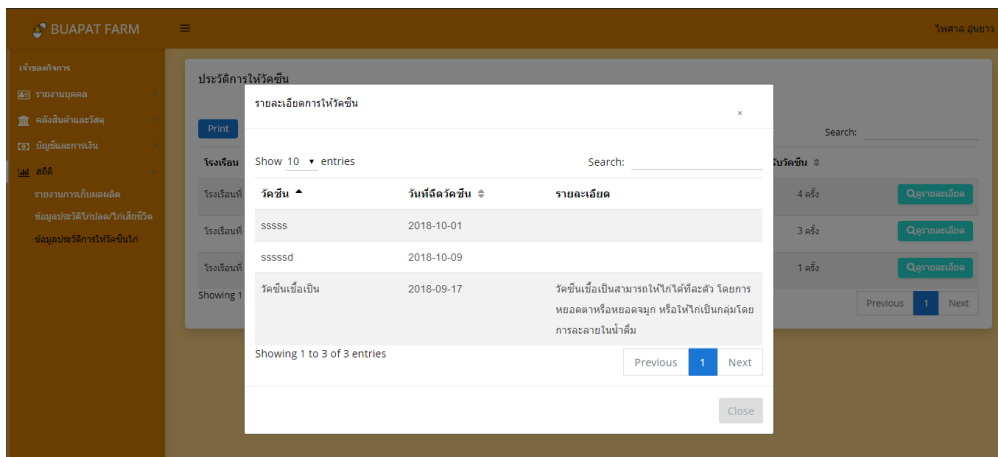 BUAPAT FARM
ไพศาล อุ่นยาว
เจ้าของกิจการ
รายงานบุคคล
คลังสินค้าและวัสดุ
บัญชีและการเงิน
สถิติ
รายงานการเก็บผลผลิต
ข้อมูลประวัติไก่ปลด/ไก่เสียชีวิต
ข้อมูลประวัติการให้วัคซีนไก่
ประวัติการให้วัคซีน
Print
Search:
โรงเรือน
รับวัคซีน
โรงเรือนที่
4 ครั้ง
ดูรายละเอียด
โรงเรือนที่
3 ครั้ง
ดูรายละเอียด
โรงเรือนที่
1 ครั้ง
ดูรายละเอียด
Showing 1
Previous 1 Next
รายละเอียดการให้วัคซีน
×
Show 10 entries
Search:
วัคซีน วันที่ฉีดวัคซีน รายละเอียด
sssss 2018-10-01
sssssd 2018-10-09
วัคซีนเชื้อเป็น 2018-09-17 วัคซีนเชื้อเป็นสามารถให้ไก่ได้ทีละตัว โดยการ
หยอดตาหรือหยอดจมูก หรือให้ไก่เป็นกลุ่มโดย
การละลายในน้ำดื่ม
Showing 1 to 3 of 3 entries
Previous 1 Next
Close